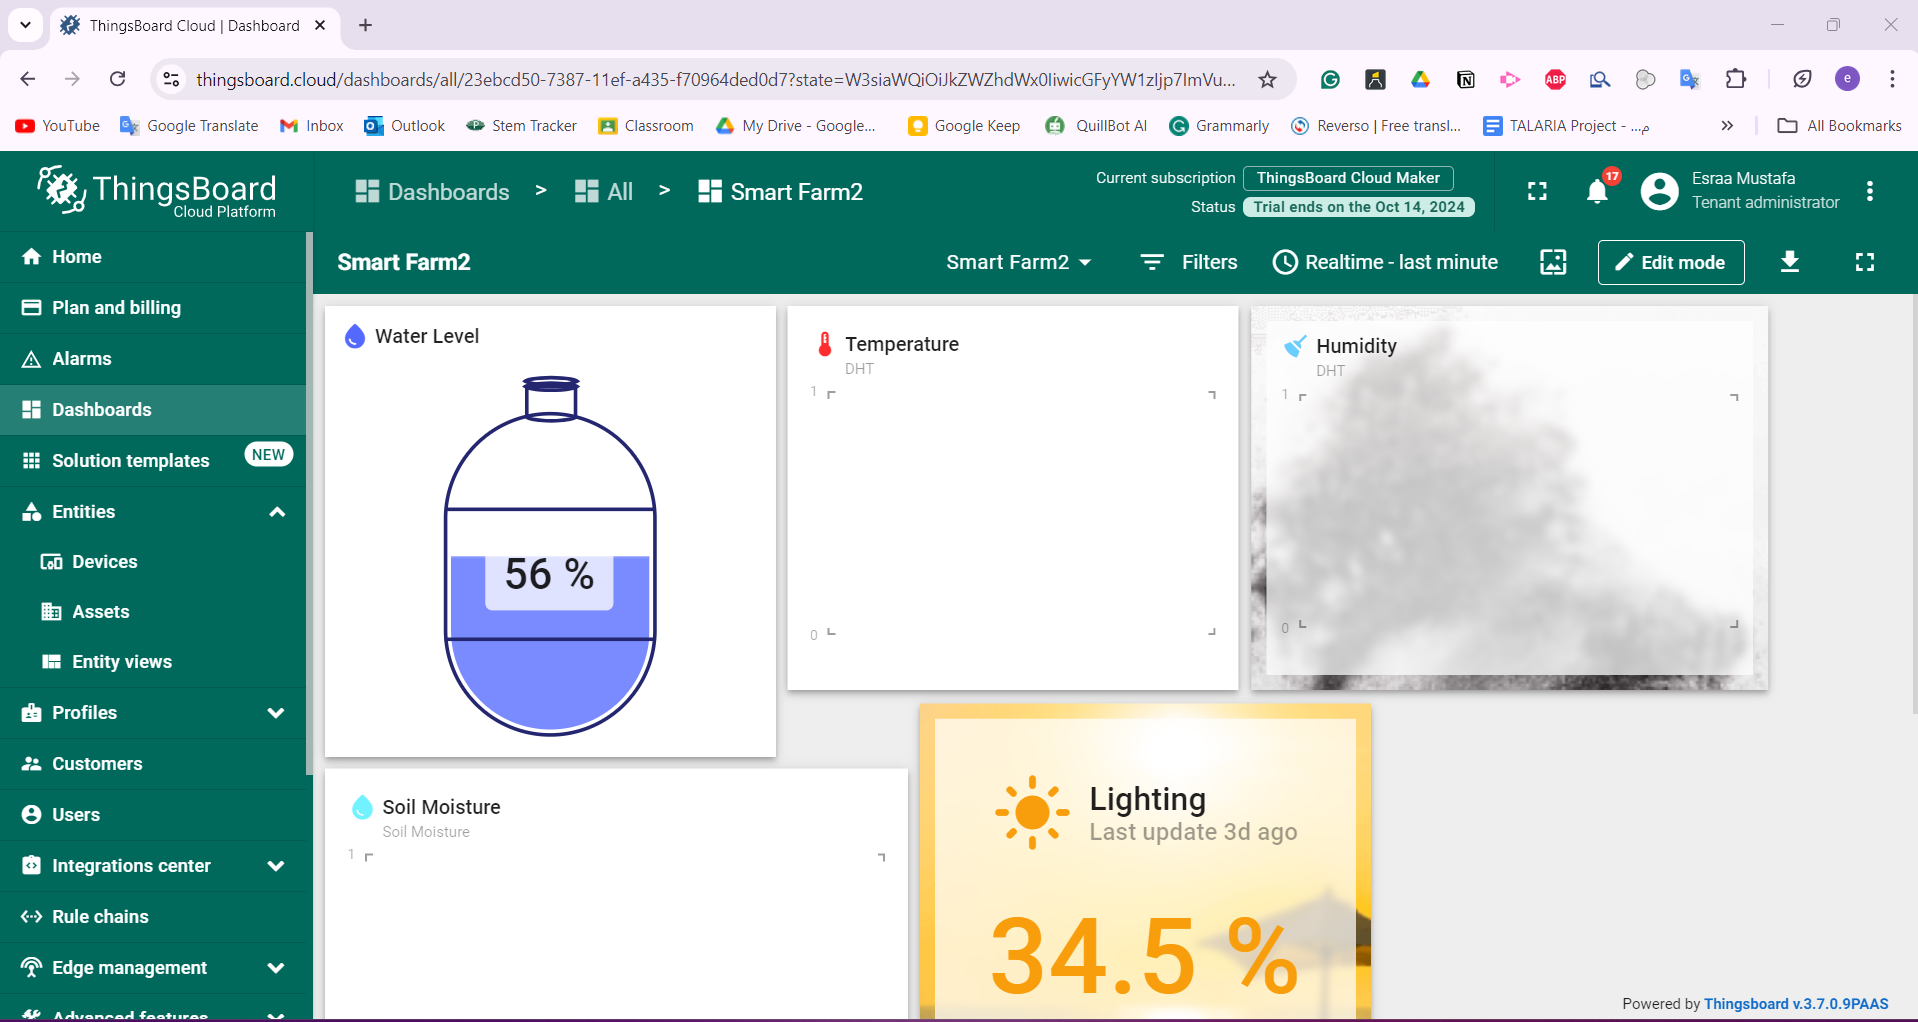 ThingsBoard Cloud | Dashboard
thingsboard.cloud/dashboards/all/23ebcd50-7387-11ef-a435-f70964ded0d7?state=W3siaWQiOiJkZWZhdWx0IiwicGFyYW1zIjp7ImVu...
ABP
e
YouTube
Google Translate
Inbox
Outlook
Stem Tracker
Classroom
My Drive - Google...
Google Keep
QuillBot AI
Grammarly
Reverso | Free transl...
TALARIA Project - ...م
All Bookmarks
ThingsBoard
Cloud Platform
Dashboards > All > Smart Farm2
Current subscription ThingsBoard Cloud Maker
Status Trial ends on the Oct 14, 2024
17
Esraa Mustafa
Tenant administrator
Smart Farm2
Smart Farm2
Filters
Realtime - last minute
Edit mode
Home
Plan and billing
Alarms
Dashboards
Solution templates NEW
Entities
Devices
Assets
Entity views
Profiles
Customers
Users
Integrations center
Rule chains
Edge management
Advanced features
Water Level
56 %
Temperature
DHT
1
0
Humidity
DHT
1
0
Soil Moisture
Soil Moisture
1
Lighting
Last update 3d ago
34.5 %
Powered by Thingsboard v.3.7.0.9PAAS